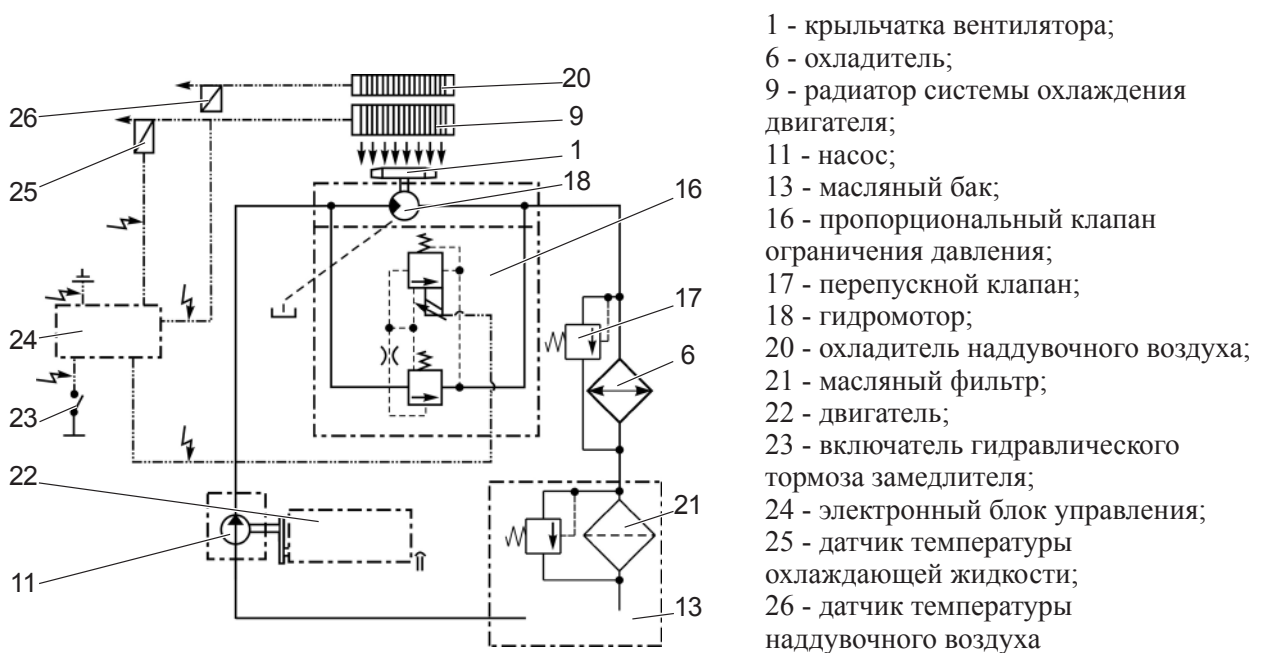 20
26
9
1
25
18
16
17
24
6
23
22
21
11
13
1 - крыльчатка вентилятора;
6 - охладитель;
9 - радиатор системы охлаждения
двигателя;
11 - насос;
13 - масляный бак;
16 - пропорциональный клапан
ограничения давления;
17 - перепускной клапан;
18 - гидромотор;
20 - охладитель наддувочного воздуха;
21 - масляный фильтр;
22 - двигатель;
23 - включатель гидравлического
тормоза замедлителя;
24 - электронный блок управления;
25 - датчик температуры
охлаждающей жидкости;
26 - датчик температуры
наддувочного воздуха